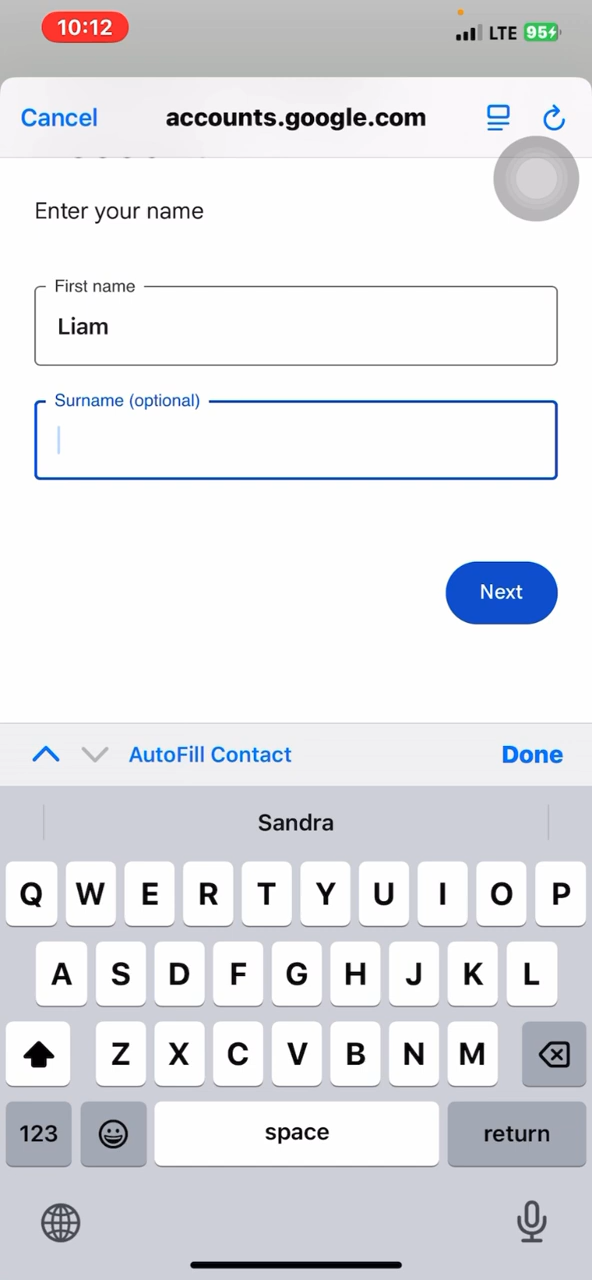 10:12 LTE 95
Cancel accounts.google.com
Enter your name
First name
Liam
Surname (optional)
Next
AutoFill Contact Done
Sandra
Q W E R T Y U I O P
A S D F G H J K L
Z X C V B N M
123 space return